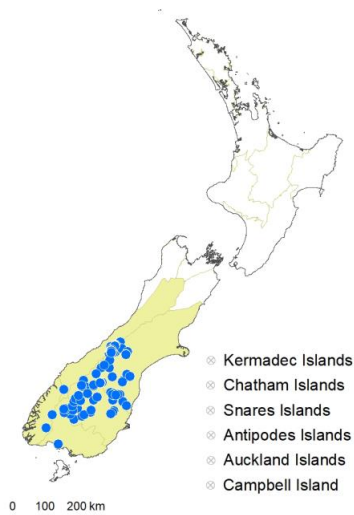 Kermadec Islands
Chatham Islands
Snares Islands
Antipodes Islands
Auckland Islands
Campbell Island
0 100 200 km